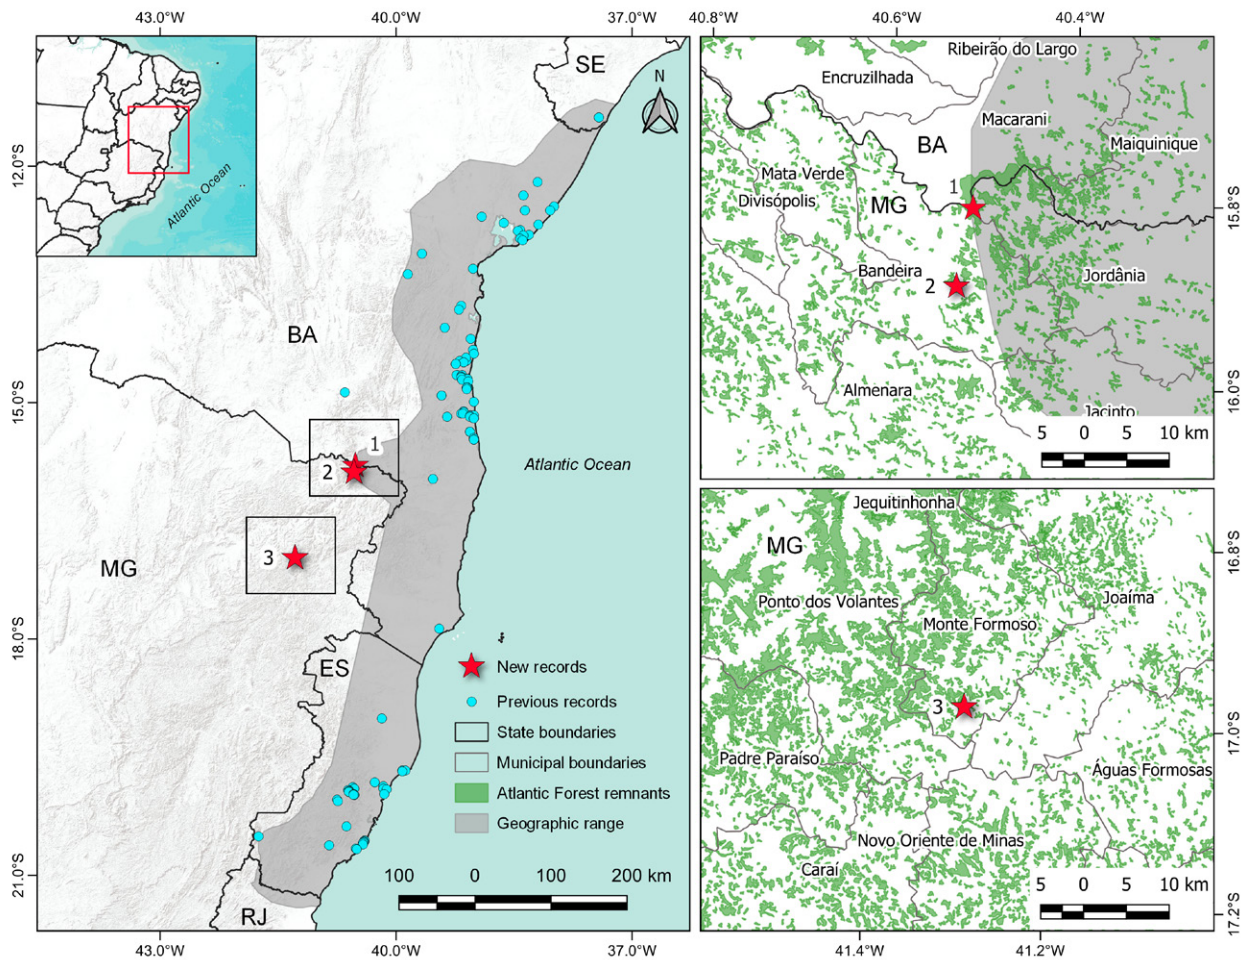 43.0°W
40.0°W
37.0°W
40.8°W
40.6°W
40.4°W
12.0°S
15.0°S
18.0°S
21.0°S
Atlantic Ocean
SE
N
BA
1
2
3
MG
Atlantic Ocean
ES
RJ
New records
Previous records
State boundaries
Municipal boundaries
Atlantic Forest remnants
Geographic range
100 0 100 200 km
43.0°W
40.0°W
37.0°W
Ribeirão do Largo
Encruzilhada
Macarani
BA
Maiquinique
Mata Verde
1
Divisópolis
MG
15.8°S
Bandeira
Jordânia
2
Almenara
16.0°S
Jacinto
5 0 5 10 km
Jequitinhonha
MG
16.8°S
Ponto dos Volantes
Joaíma
Monte Formoso
3
17.0°S
Padre Paraíso
Águas Formosas
Novo Oriente de Minas
Caraí
5 0 5 10 km
17.2°S
41.4°W
41.2°W